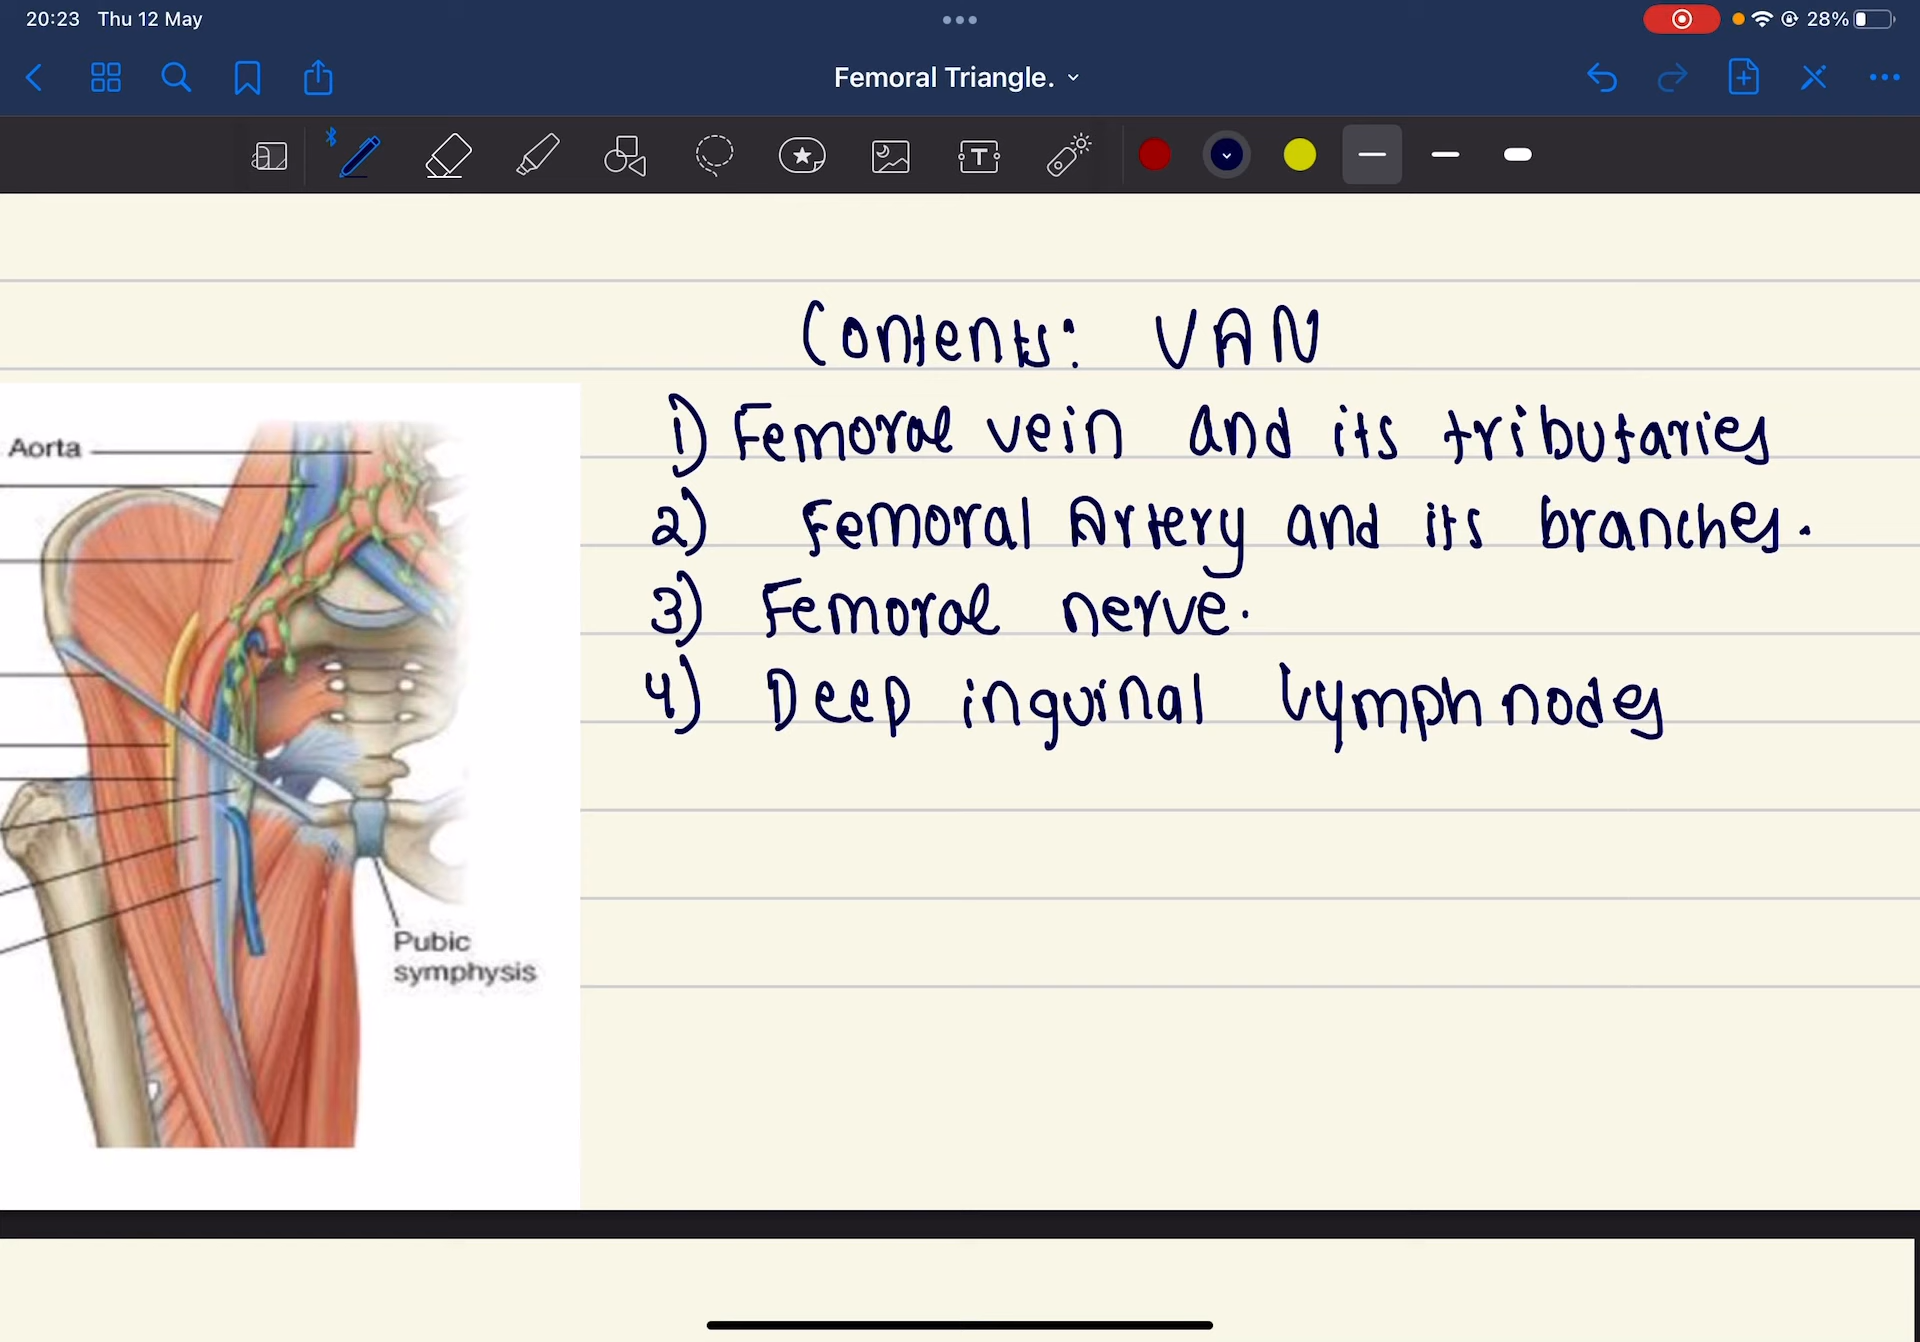 20:23 Thu 12 May
28%
Femoral Triangle.
T
Contents: VAN
1) Femoral vein and its tributaries
2) Femoral Artery and its branches.
3) Femoral nerve.
4) Deep inguinal lymph nodes
Aorta
Pubic
symphysis